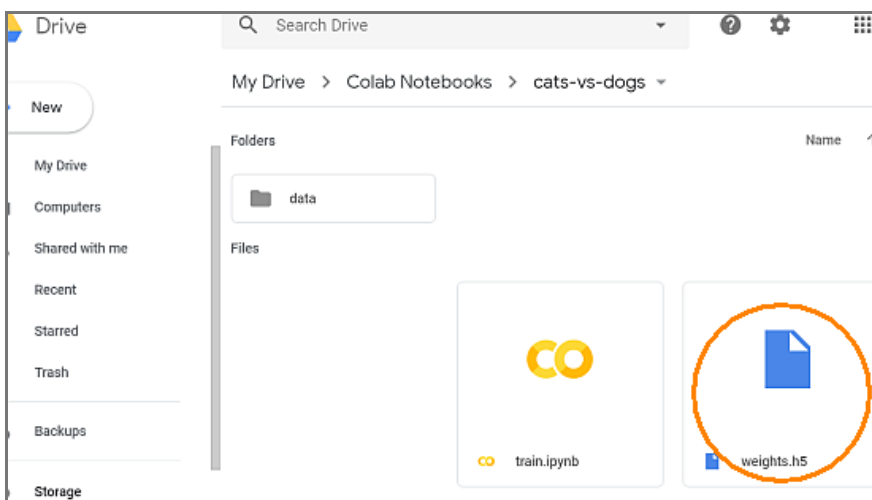 Drive
Search Drive
My Drive > Colab Notebooks > cats-vs-dogs
New
Folders
Name
My Drive
data
Computers
Shared with me
Files
Recent
Starred
Trash
CO
Backups
CO train.ipynb
weights.h5
Storage